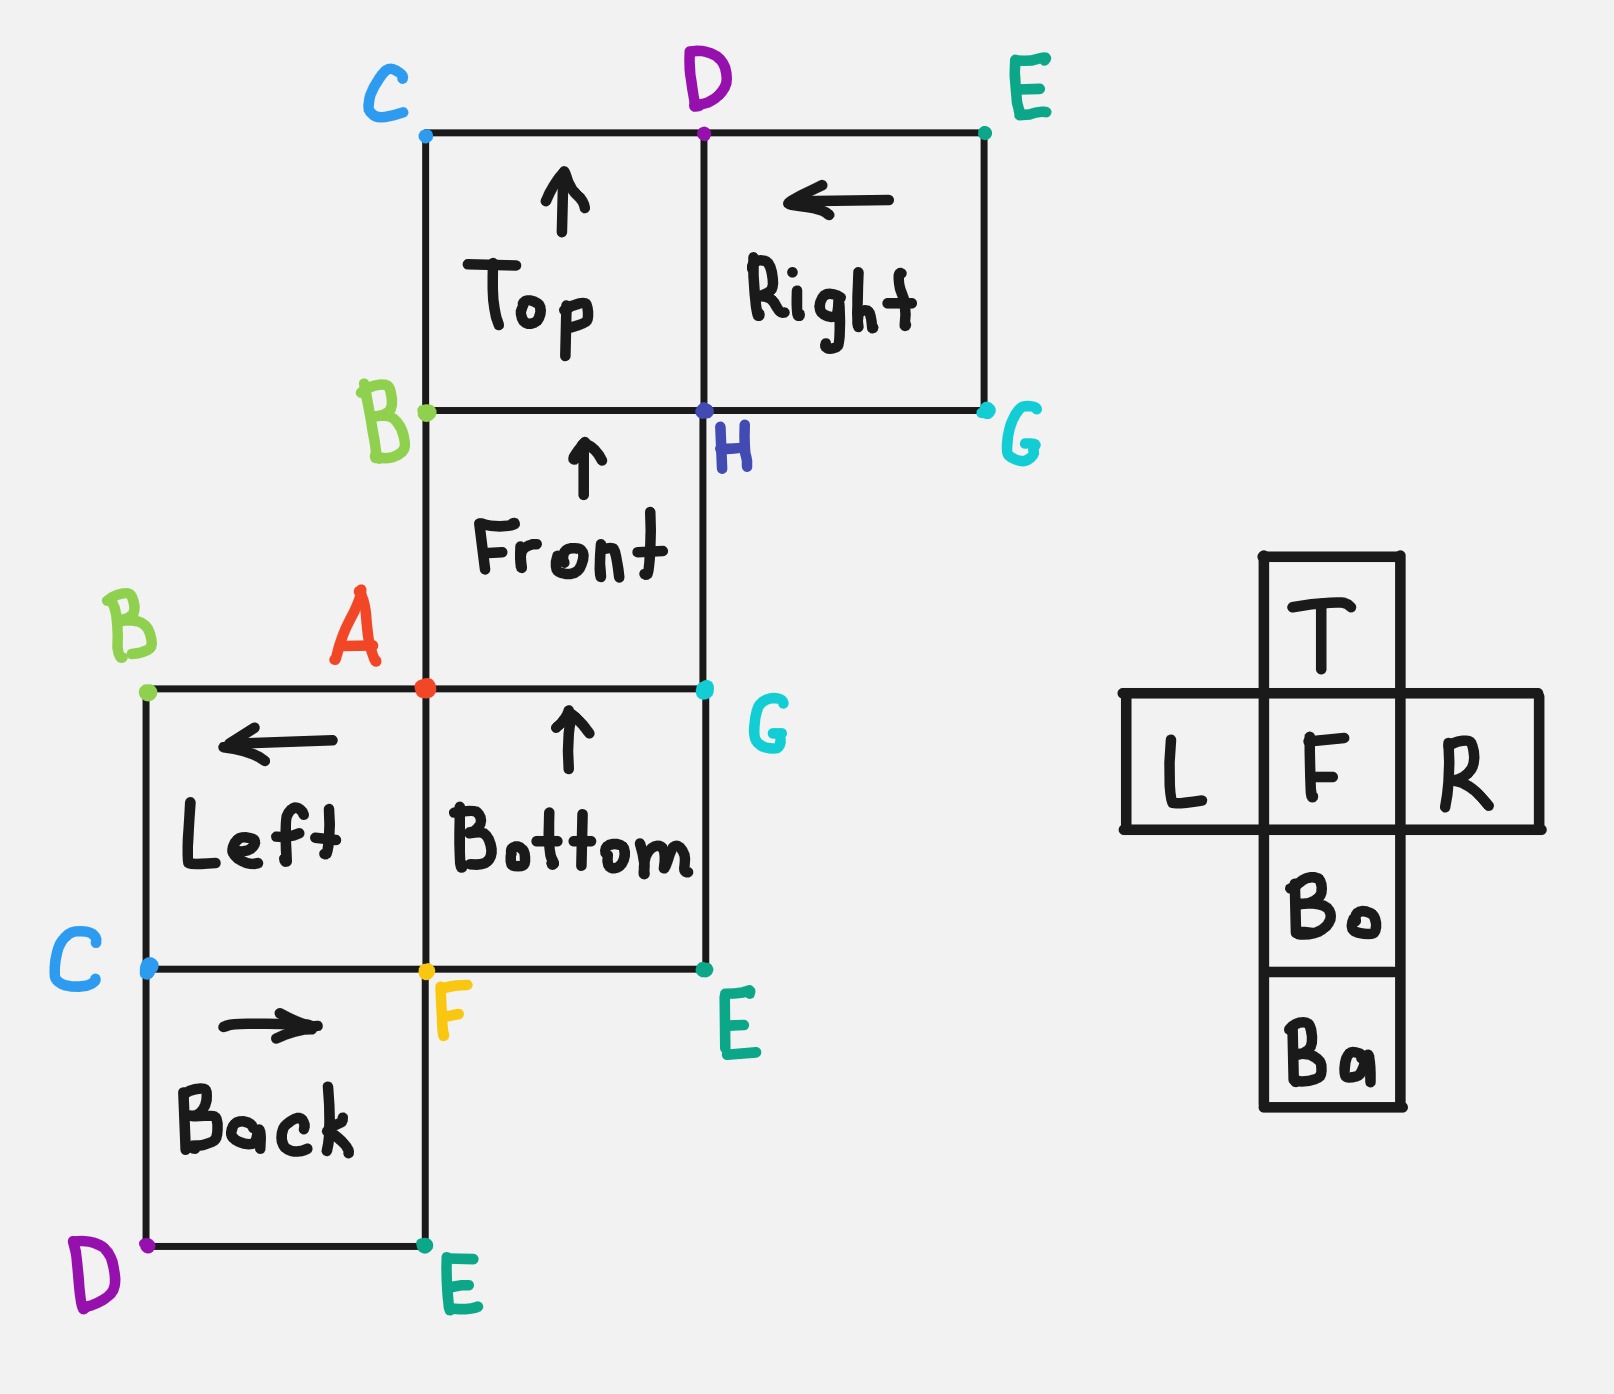 C D E
Top Right
B H G
Front
B A G
Left Bottom
C F E
Back
D E
T
L F R
Bo
Ba